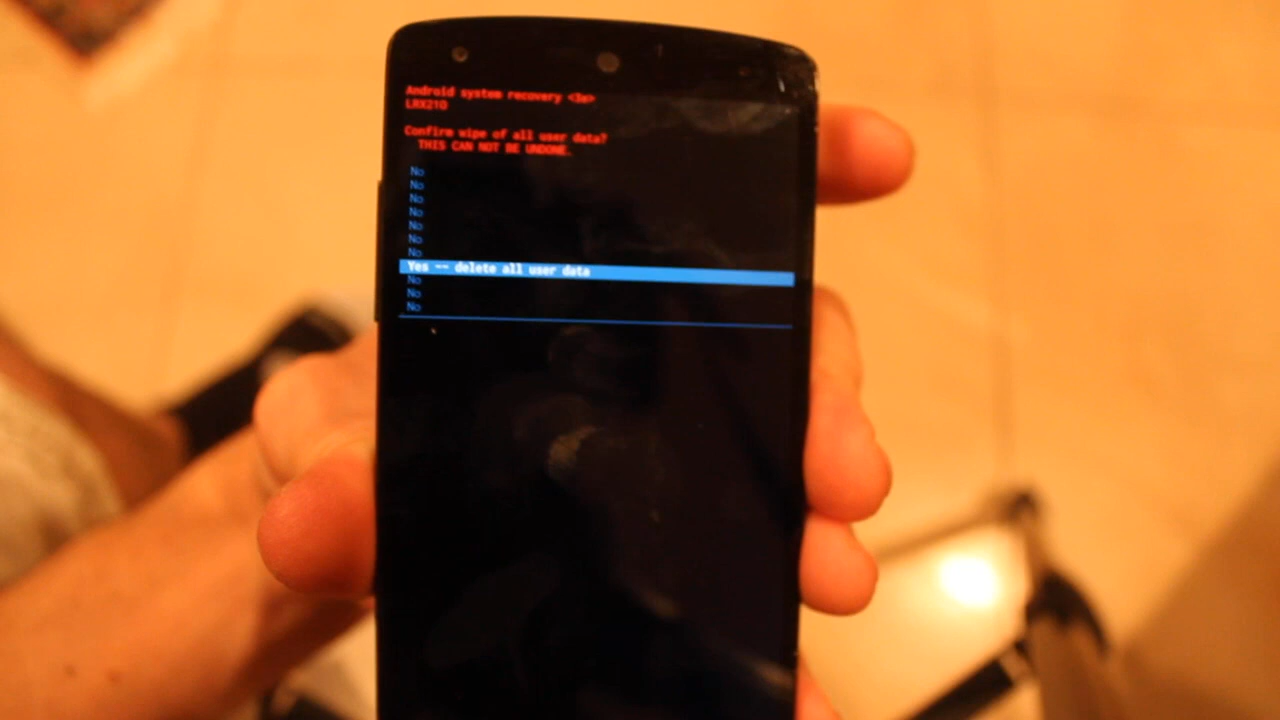 Android system recovery <3e>
LRX21O
Confirm wipe of all user data?
THIS CAN NOT BE UNDONE.
No
No
No
No
No
No
No
Yes -- delete all user data
No
No
No